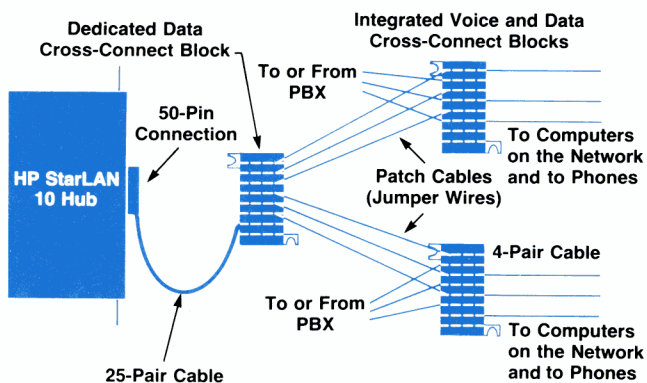 Dedicated Data
Cross-Connect Block
Integrated Voice and Data
Cross-Connect Blocks
To or From
PBX
50-Pin
Connection
HP StarLAN
10 Hub
To Computers
on the Network
and to Phones
Patch Cables
(Jumper Wires)
4-Pair Cable
To or From
PBX
To Computers
on the Network
and to Phones
25-Pair Cable